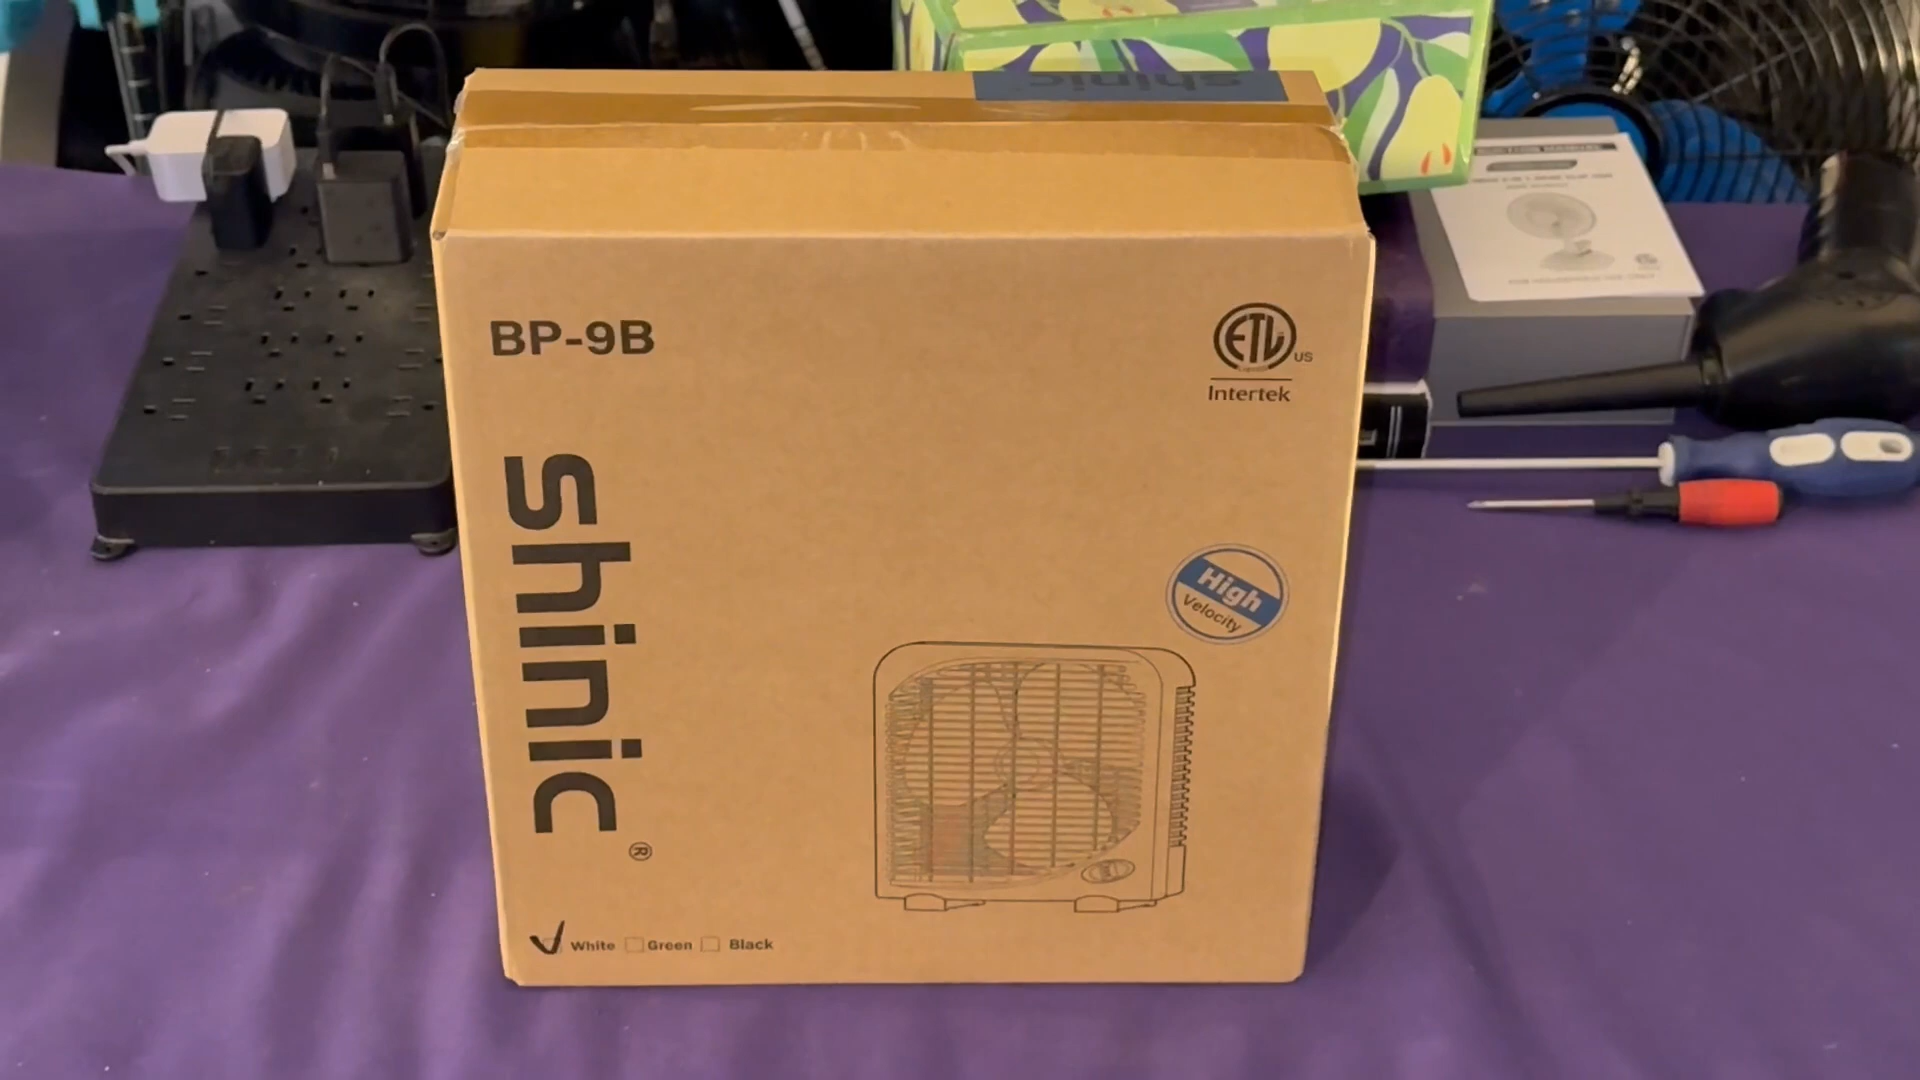 shinic
BP-9B
ETL
US
Intertek
shinic®
High
Velocity
White Green Black